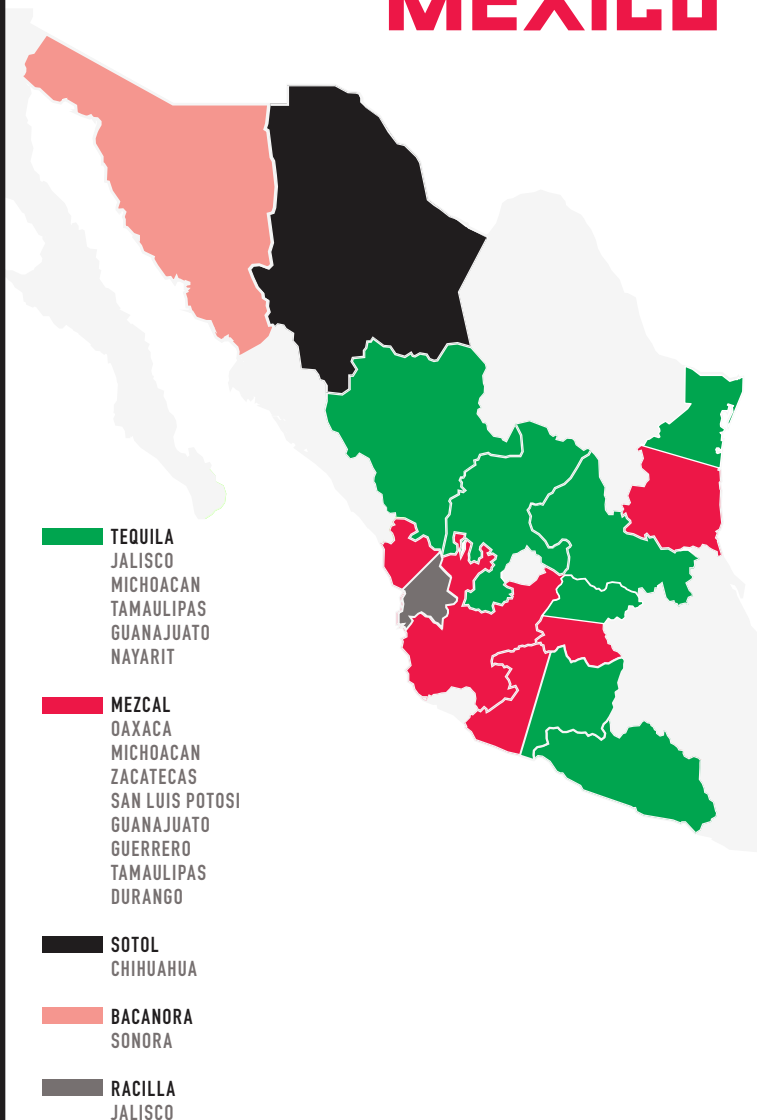 MEXICO
TEQUILA
JALISCO
MICHOACAN
TAMAULIPAS
GUANAJUATO
NAYARIT
MEZCAL
OAXACA
MICHOACAN
ZACATECAS
SAN LUIS POTOSI
GUANAJUATO
GUERRERO
TAMAULIPAS
DURANGO
SOTOL
CHIHUAHUA
BACANORA
SONORA
RACILLA
JALISCO